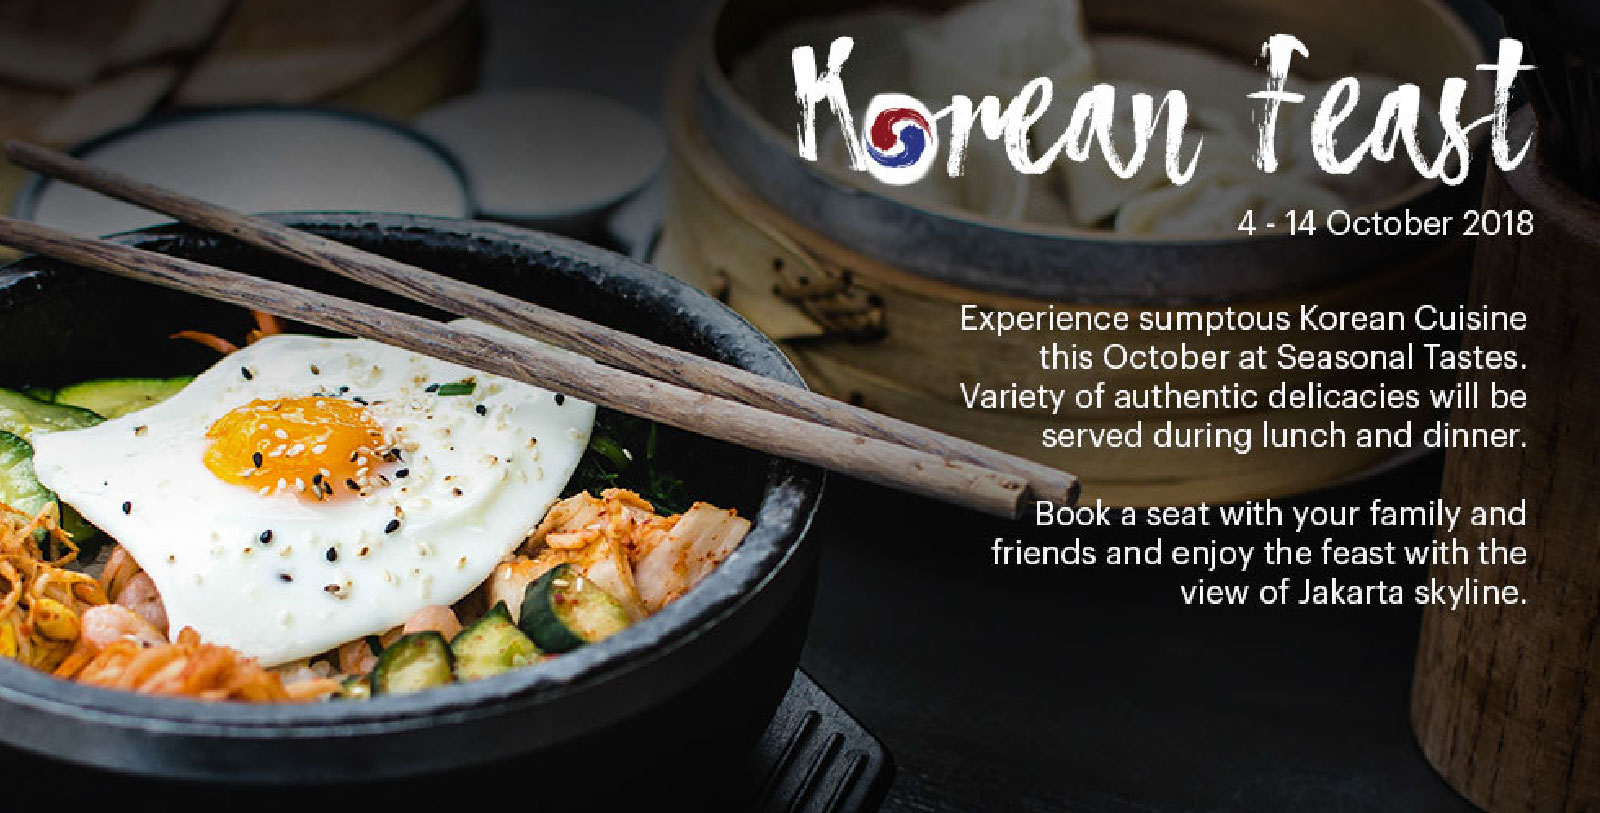 Korean feast
4 - 14 October 2018
Experience sumptous Korean Cuisine
this October at Seasonal Tastes.
Variety of authentic delicacies will be
served during lunch and dinner.
Book a seat with your family and
friends and enjoy the feast with the
view of Jakarta skyline.